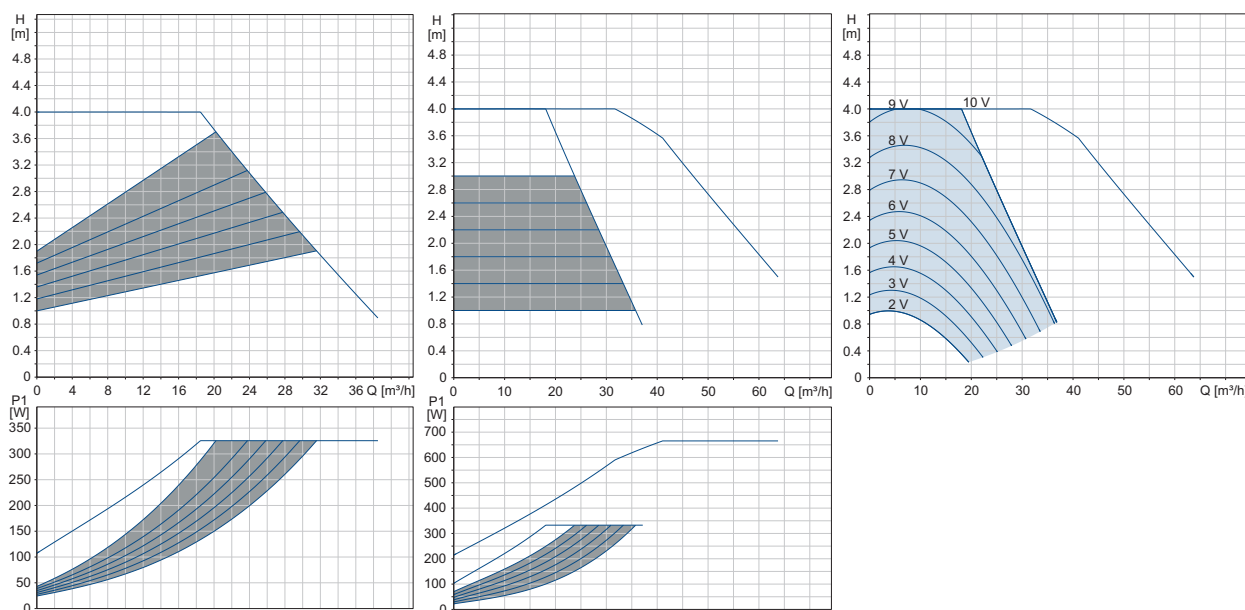 H
[m]
4.8
4.4
4.0
3.6
3.2
2.8
2.4
2.0
1.6
1.2
0.8
0.4
0
0 4 8 12 16 20 24 28 32 36 Q [m³/h]
H
[m]
4.8
4.4
4.0
3.6
3.2
2.8
2.4
2.0
1.6
1.2
0.8
0.4
0
0 10 20 30 40 50 60 Q [m³/h]
H
[m]
4.8
4.4
4.0
3.6
3.2
2.8
2.4
2.0
1.6
1.2
0.8
0.4
0
9 V
10 V
8 V
7 V
6 V
5 V
4 V
3 V
2 V
0 10 20 30 40 50 60 Q [m³/h]
P1
[W]
350
300
250
200
150
100
50
0
P1
[W]
700
600
500
400
300
200
100
0